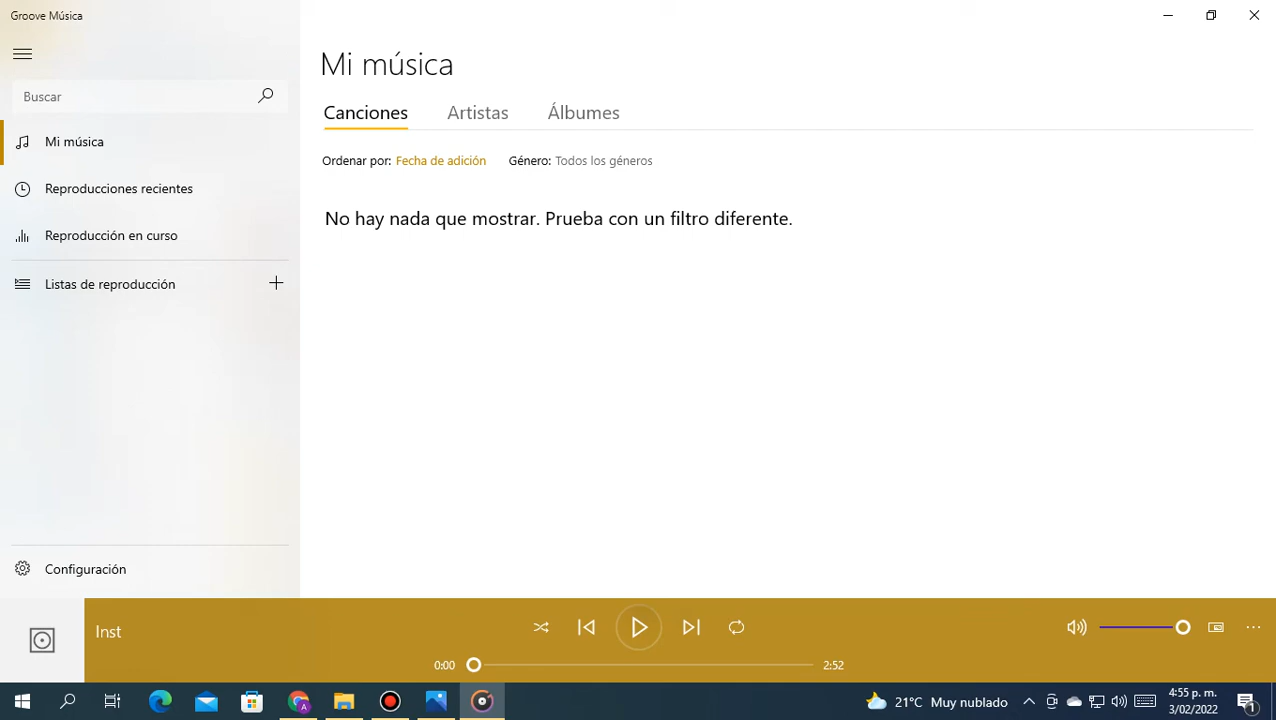 Groove Música
Buscar
Mi música
Reproducciones recientes
Reproducción en curso
Listas de reproducción
Configuración
Mi música
Canciones Artistas Álbumes
Ordenar por: Fecha de adición Género: Todos los géneros
No hay nada que mostrar. Prueba con un filtro diferente.
Inst
0:00 2:52
21°C Muy nublado
4:55 p. m.
3/02/2022
1
A